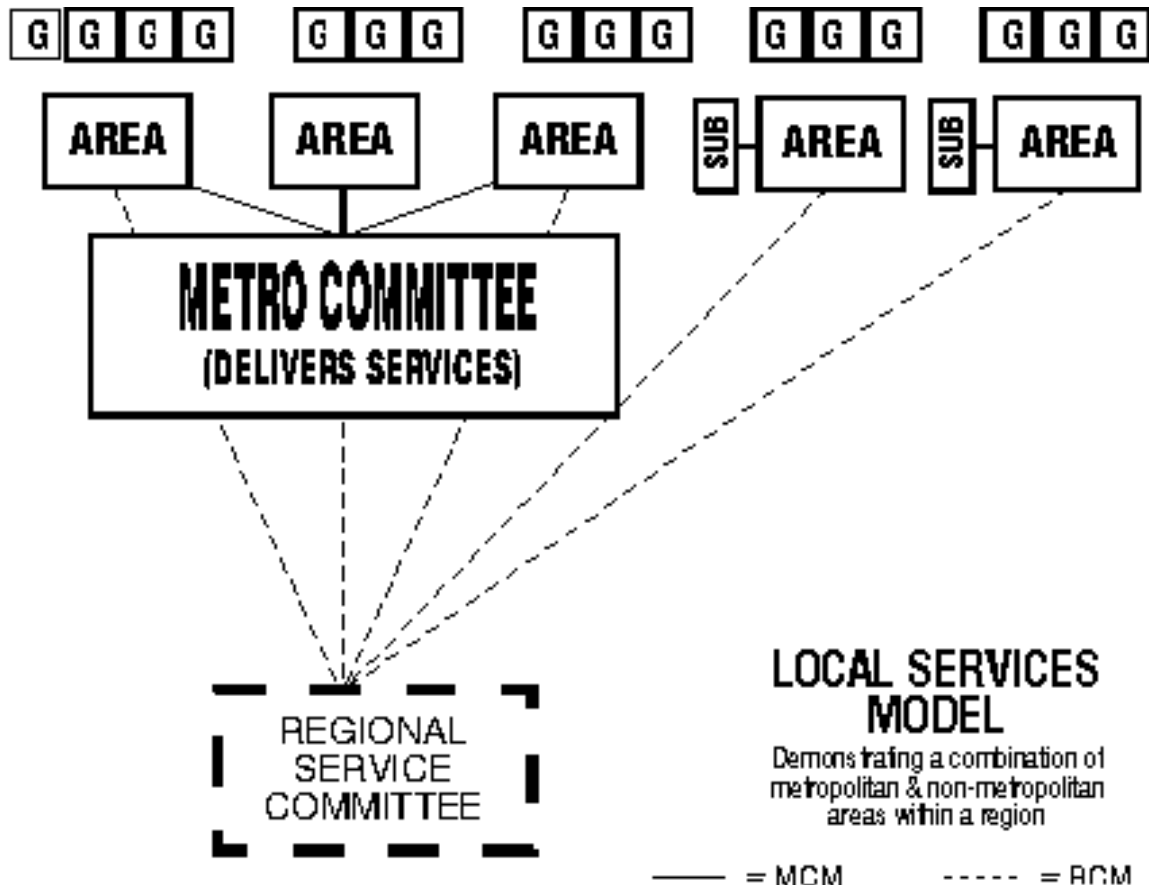 G G G G G G G G G G G G G G G G
AREA AREA AREA SUB AREA SUB AREA
METRO COMMITTEE
(DELIVERS SERVICES)
REGIONAL
SERVICE
COMMITTEE
LOCAL SERVICES
MODEL
Demonstrating a combination of
metropolitan & non-metropolitan
areas within a region
= MCM = RCM